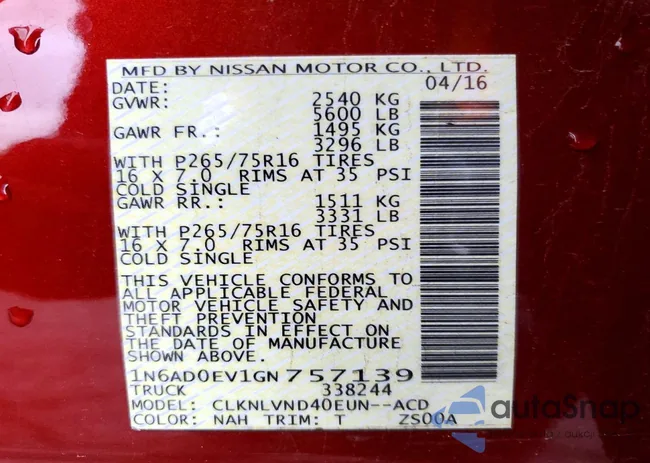 MFD BY NISSAN MOTOR CO., LTD.
DATE: 04/16
GVWR: 2540 KG
5600 LB
GAWR FR.: 1495 KG
3296 LB
WITH P265/75R16 TIRES
16 X 7.0 RIMS AT 35 PSI
COLD SINGLE
GAWR RR.: 1511 KG
3331 LB
WITH P265/75R16 TIRES
16 X 7.0 RIMS AT 35 PSI
COLD SINGLE
THIS VEHICLE CONFORMS TO
ALL APPLICABLE FEDERAL
MOTOR VEHICLE SAFETY AND
THEFT PREVENTION
STANDARDS IN EFFECT ON
THE DATE OF MANUFACTURE
SHOWN ABOVE.
1N6AD0EV1GN757139
TRUCK 338244
MODEL: CLKNLVND40EUN--ACD
COLOR: NAH TRIM: T ZS00A
autoSnap